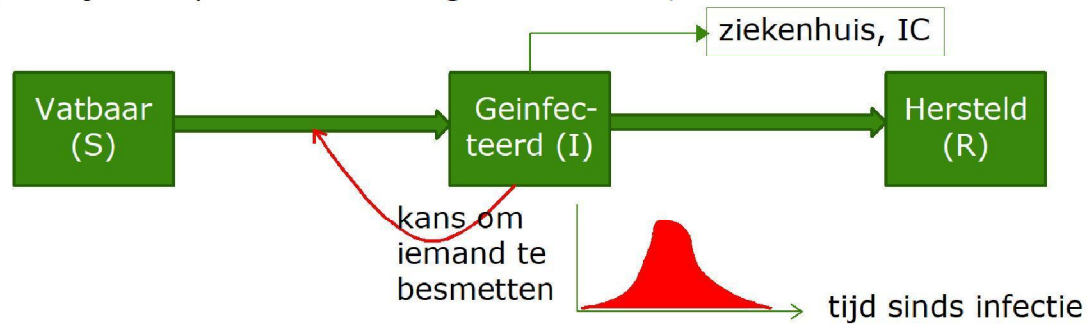 ziekenhuis, IC
Vatbaar
(S)
Geinfec-
teerd (I)
Hersteld
(R)
kans om
iemand te
besmetten
tijd sinds infectie